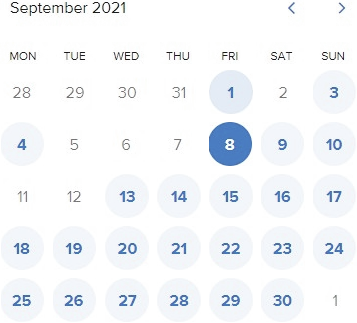 September 2021
MON TUE WED THU FRI SAT SUN
28 29 30 31 1 2 3
4 5 6 7 8 9 10
11 12 13 14 15 16 17
18 19 20 21 22 23 24
25 26 27 28 29 30 1